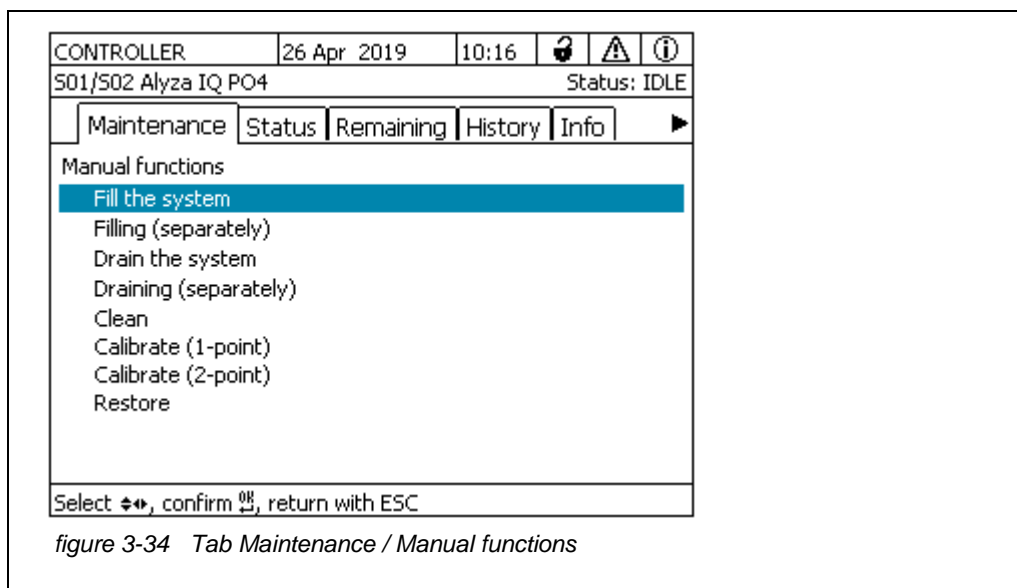 CONTROLLER 26 Apr 2019 10:16
S01/S02 Alyza IQ PO4 Status: IDLE
Maintenance Status Remaining History Info
Manual functions
Fill the system
Filling (separately)
Drain the system
Draining (separately)
Clean
Calibrate (1-point)
Calibrate (2-point)
Restore
Select , confirm OK, return with ESC
figure 3-34 Tab Maintenance / Manual functions